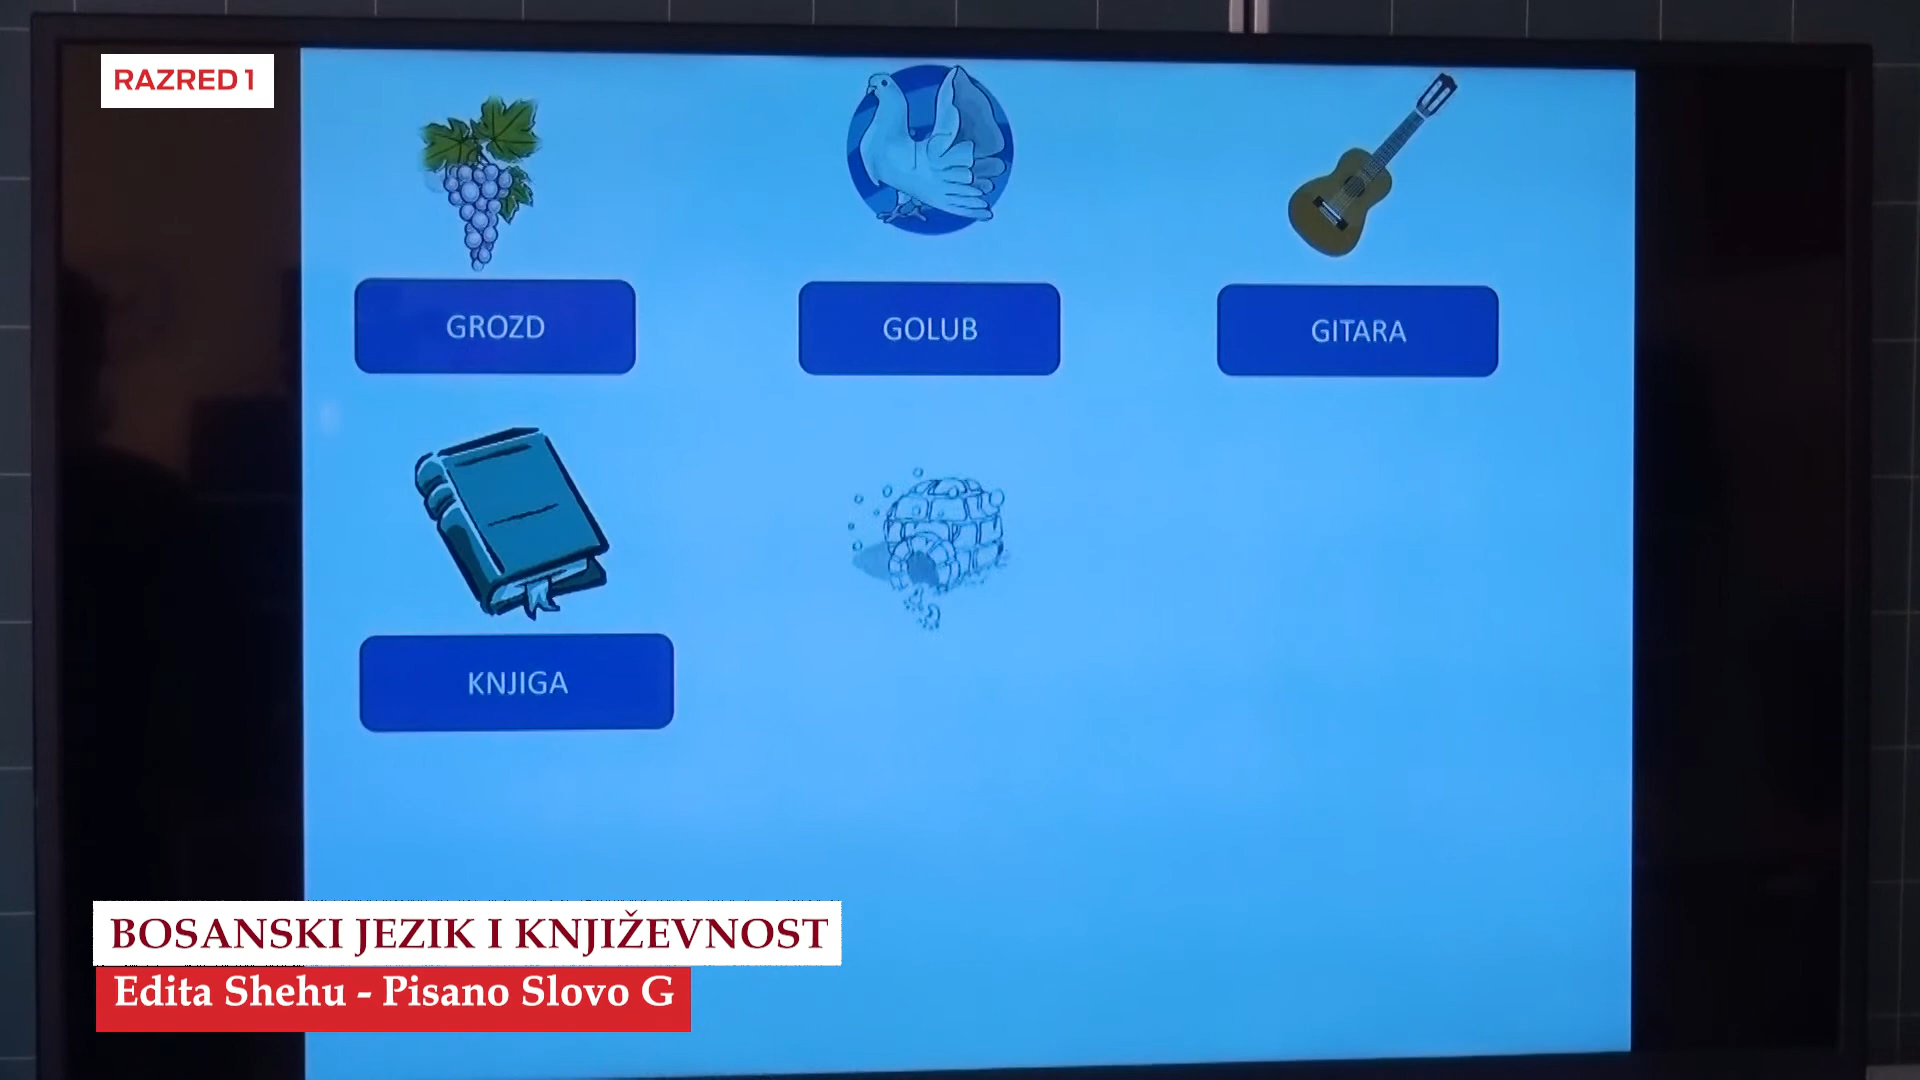 RAZRED 1
GROZD
GOLUB
GITARA
KNJIGA
BOSANSKI JEZIK I KNJIŽEVNOST
Edita Shehu - Pisano Slovo G